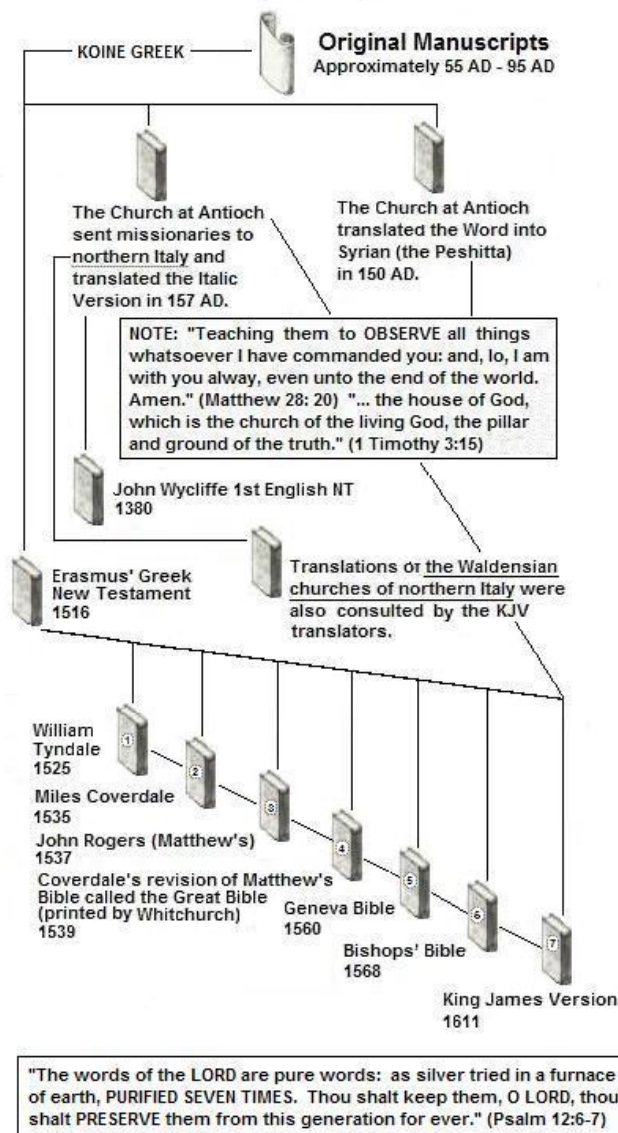 KOINE GREEK
Original Manuscripts
Approximately 55 AD - 95 AD
The Church at Antioch
sent missionaries to
northern Italy and
translated the Italic
Version in 157 AD.
The Church at Antioch
translated the Word into
Syrian (the Peshitta)
in 150 AD.
NOTE: "Teaching them to OBSERVE all things
whatsoever I have commanded you: and, lo, I am
with you alway, even unto the end of the world.
Amen." (Matthew 28: 20) "... the house of God,
which is the church of the living God, the pillar
and ground of the truth." (1 Timothy 3:15)
John Wycliffe 1st English NT
1380
Erasmus' Greek
New Testament
1516
Translations of the Waldensian
churches of northern Italy were
also consulted by the KJV
translators.
William
Tyndale
1525
1
2
Miles Coverdale
1535
3
John Rogers (Matthew's)
1537
4
Coverdale's revision of Matthew's
Bible called the Great Bible
(printed by Whitchurch)
1539
5
Geneva Bible
1560
6
Bishops' Bible
1568
7
King James Version
1611
"The words of the LORD are pure words: as silver tried in a furnace
of earth, PURIFIED SEVEN TIMES. Thou shalt keep them, O LORD, thou
shalt PRESERVE them from this generation for ever." (Psalm 12:6-7)